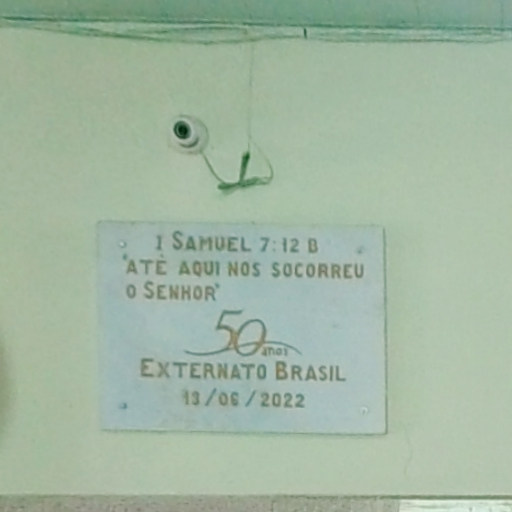 I SAMUEL 7:12 B
"ATÉ AQUI NOS SOCORREU
O SENHOR"
50
anos
EXTERNATO BRASIL
13/06/2022